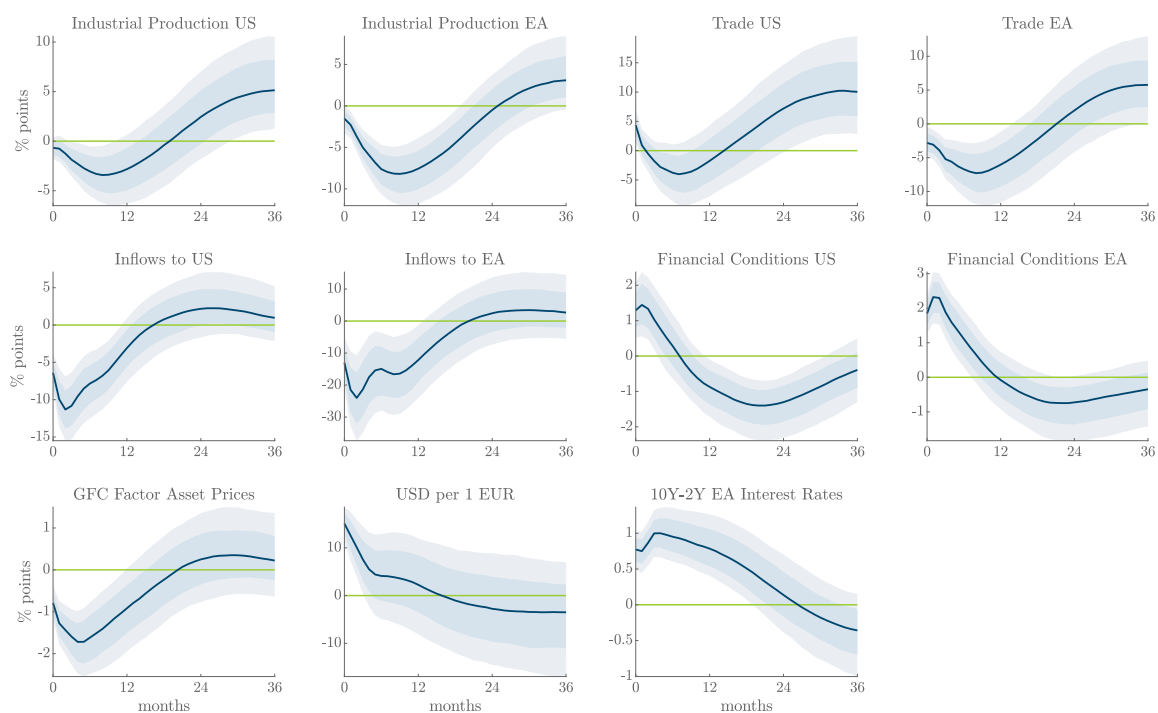 Industrial Production US
Industrial Production EA
Trade US
Trade EA
% points
10
5
0
-5
0 12 24 36
5
0
-5
-10
0 12 24 36
15
10
5
0
-5
0 12 24 36
10
5
0
-5
-10
0 12 24 36
Inflows to US
Inflows to EA
Financial Conditions US
Financial Conditions EA
% points
5
0
-5
-10
-15
0 12 24 36
10
0
-10
-20
-30
0 12 24 36
2
1
0
-1
-2
0 12 24 36
3
2
1
0
-1
0 12 24 36
GFC Factor Asset Prices
USD per 1 EUR
10Y-2Y EA Interest Rates
% points
1
0
-1
-2
0 12 24 36
months
10
0
-10
0 12 24 36
months
1
0.5
0
-0.5
-1
0 12 24 36
months